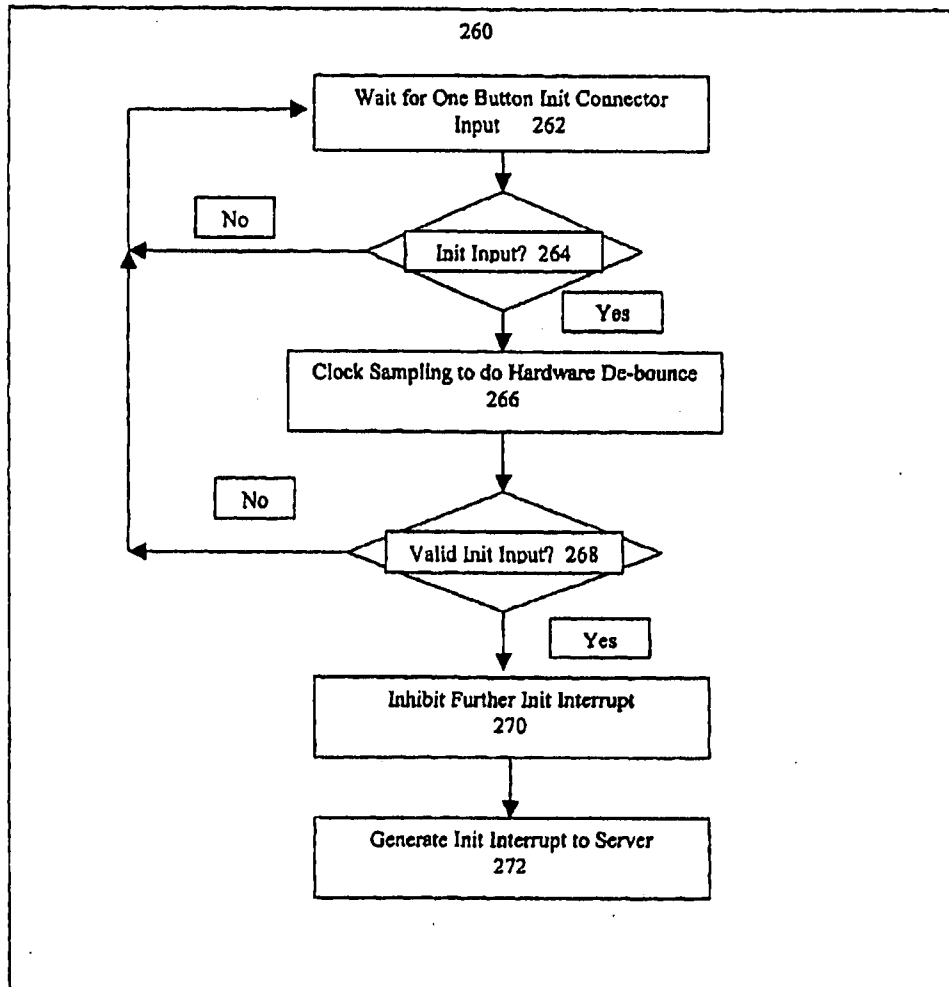 260
Wait for One Button Init Connector
Input 262
No
Init Input? 264
Yes
Clock Sampling to do Hardware De-bounce
266
No
Valid Init Input? 268
Yes
Inhibit Further Init Interrupt
270
Generate Init Interrupt to Server
272